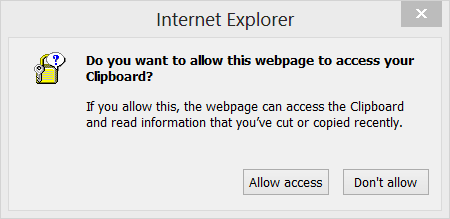 Internet Explorer
Do you want to allow this webpage to access your
Clipboard?
If you allow this, the webpage can access the Clipboard
and read information that you've cut or copied recently.
Allow access
Don't allow